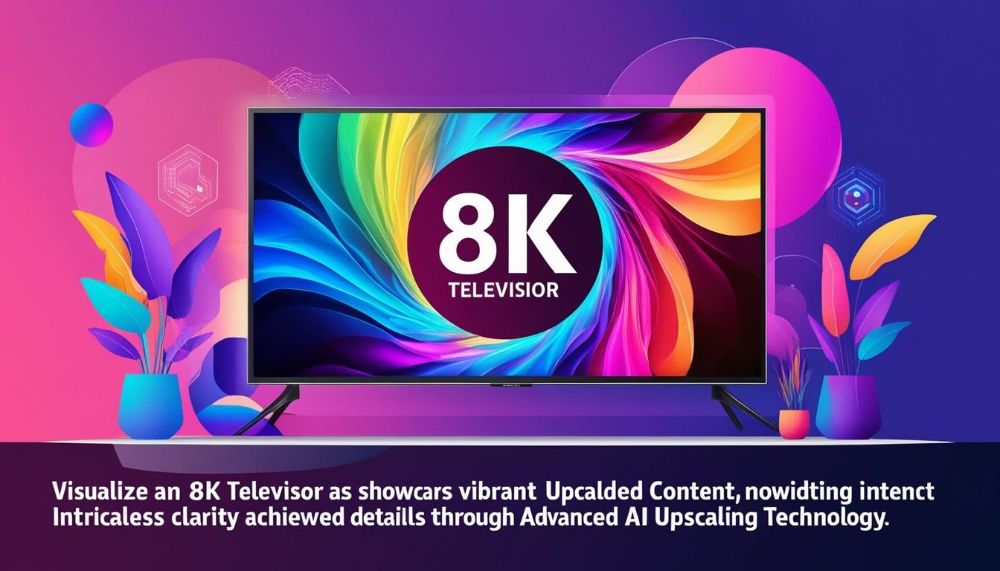 8K
TELEVISIOR
Visualize an 8K Televisor as showcars vibrant Upcalded Content, nowidting intenct
Intricaless clarity achiewed detaills through Advanced AI Upscaling Technology.